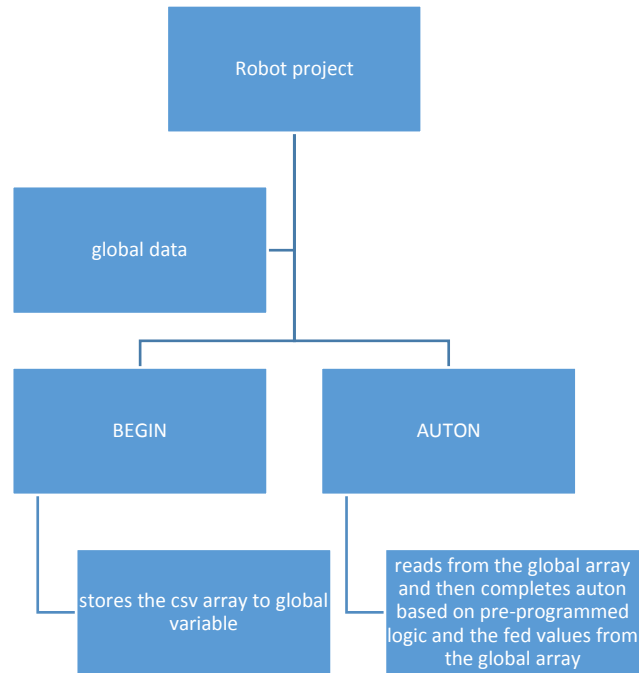 Robot project
global data
BEGIN
AUTON
stores the csv array to global
variable
reads from the global array
and then completes auton
based on pre-programmed
logic and the fed values from
the global array